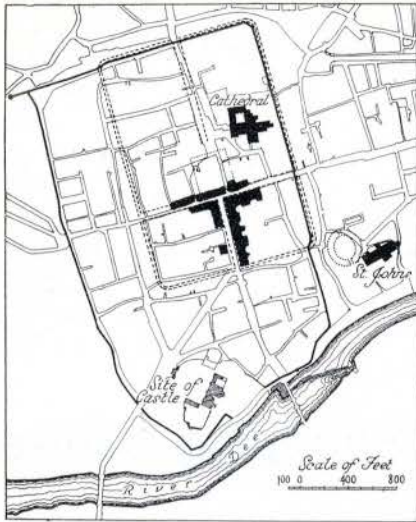 Cathedral
St. Johns
Site of
Castle
River Dee
Scale of Feet
100 0 400 800